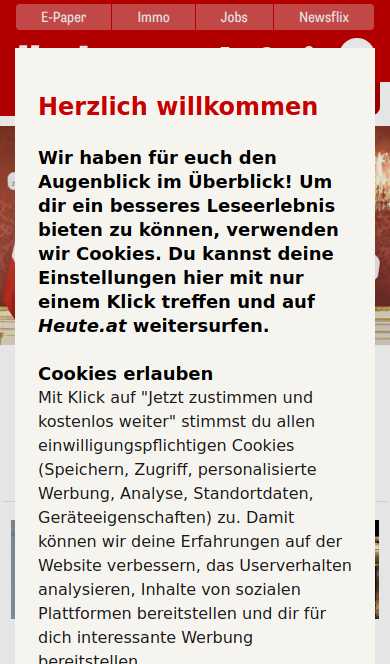 E-Paper
Immo
Jobs
Newsflix
Herzlich willkommen
Wir haben für euch den
Augenblick im Überblick! Um
dir ein besseres Leseerlebnis
bieten zu können, verwenden
wir Cookies. Du kannst deine
Einstellungen hier mit nur
einem Klick treffen und auf
Heute.at weitersurfen.
Cookies erlauben
Mit Klick auf "Jetzt zustimmen und
kostenlos weiter" stimmst du allen
einwilligungspflichtigen Cookies
(Speichern, Zugriff, personalisierte
Werbung, Analyse, Standortdaten,
Geräteeigenschaften) zu. Damit
können wir deine Erfahrungen auf der
Website verbessern, das Userverhalten
analysieren, Inhalte von sozialen
Plattformen bereitstellen und dir für
dich interessante Werbung
bereitstellen